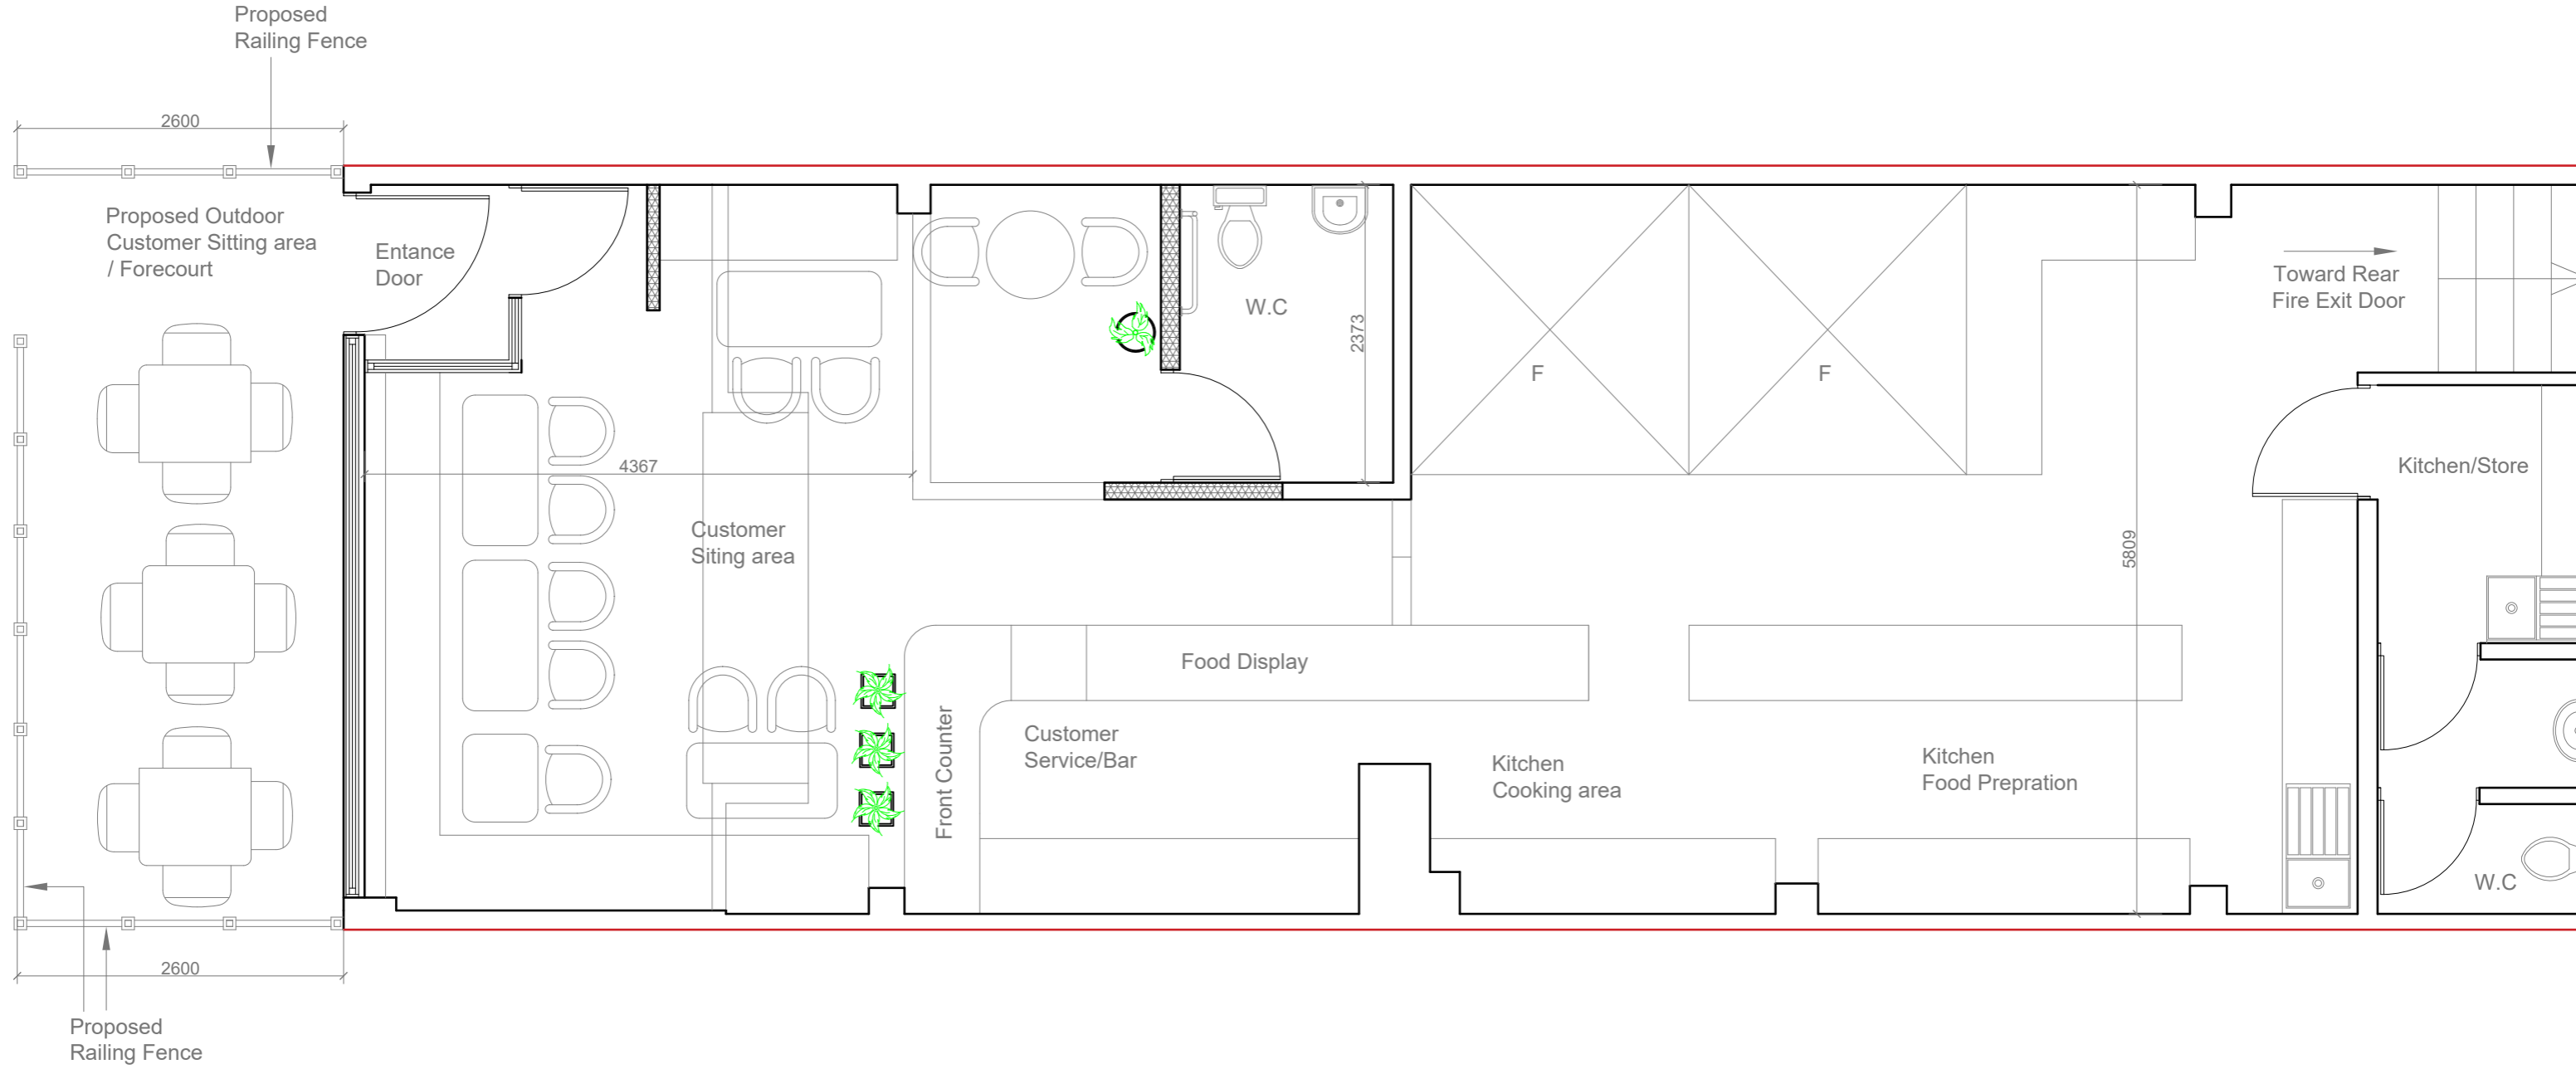 Proposed
Railing Fence
2600
Proposed Outdoor
Customer Sitting area
/ Forecourt
Entance
Door
W.C
2373
F
F
Toward Rear
Fire Exit Door
4367
Kitchen/Store
Customer
Siting area
5809
Food Display
Front Counter
Customer
Service/Bar
Kitchen
Cooking area
Kitchen
Food Prepration
W.C
2600
Proposed
Railing Fence